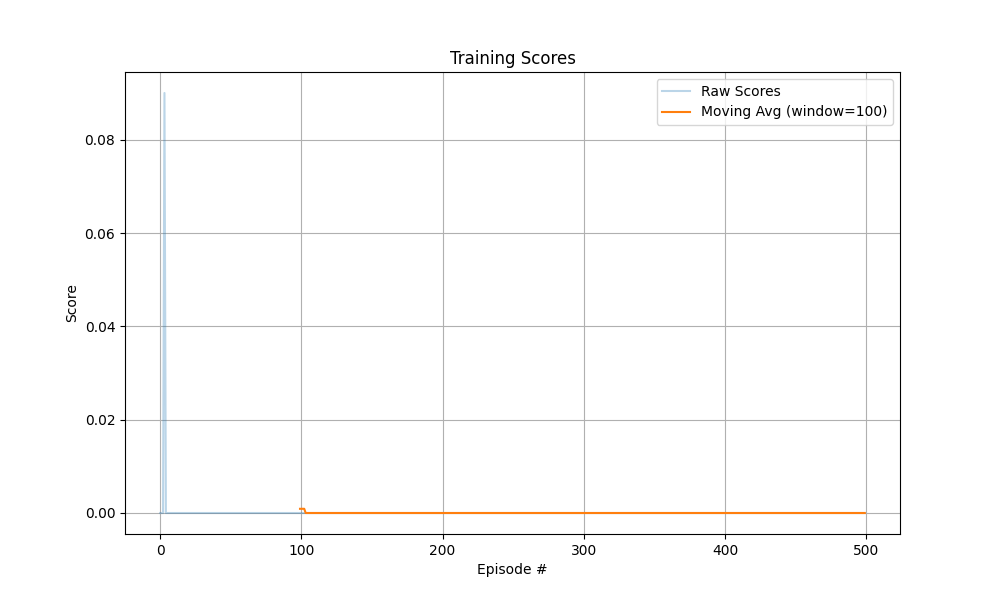 Training Scores
Raw Scores
Moving Avg (window=100)
0.08
0.06
0.04
0.02
0.00
Score
0 100 200 300 400 500
Episode #